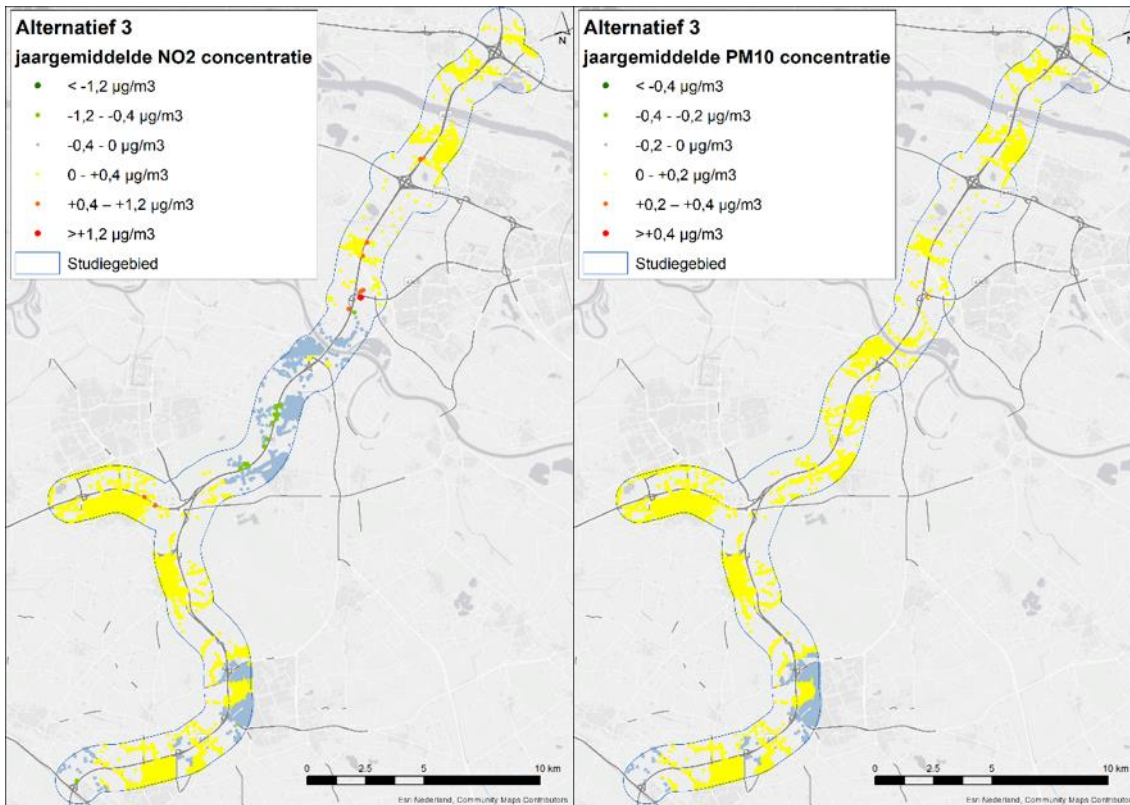 Alternatief 3
jaargemiddelde NO2 concentratie
< -1,2 µg/m3
-1,2 - -0,4 µg/m3
-0,4 - 0 µg/m3
0 - +0,4 µg/m3
+0,4 – +1,2 µg/m3
>+1,2 µg/m3
Studiegebied
N
0 2.5 5 10 km
Esri Nederland, Community Maps Contributors
Alternatief 3
jaargemiddelde PM10 concentratie
< -0,4 µg/m3
-0,4 - -0,2 µg/m3
-0,2 - 0 µg/m3
0 - +0,2 µg/m3
+0,2 – +0,4 µg/m3
>+0,4 µg/m3
Studiegebied
N
0 2.5 5 10 km
Esri Nederland, Community Maps Contributors